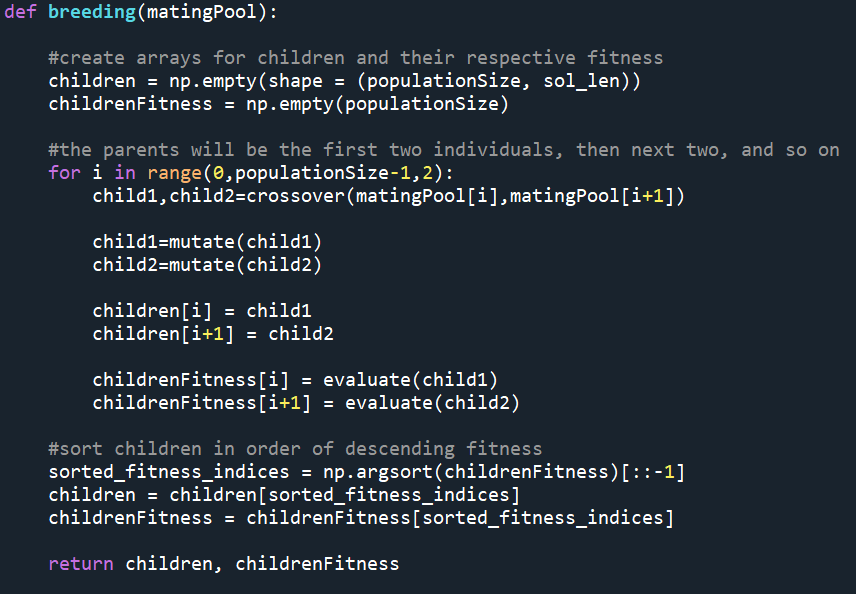 def breeding(matingPool):
    #create arrays for children and their respective fitness
    children = np.empty(shape = (populationSize, sol_len))
    childrenFitness = np.empty(populationSize)
    #the parents will be the first two individuals, then next two, and so on
    for i in range(0,populationSize-1,2):
        child1,child2=crossover(matingPool[i],matingPool[i+1])
        child1=mutate(child1)
        child2=mutate(child2)
        children[i] = child1
        children[i+1] = child2
        childrenFitness[i] = evaluate(child1)
        childrenFitness[i+1] = evaluate(child2)
    #sort children in order of descending fitness
    sorted_fitness_indices = np.argsort(childrenFitness)[::-1]
    children = children[sorted_fitness_indices]
    childrenFitness = childrenFitness[sorted_fitness_indices]
    return children, childrenFitness